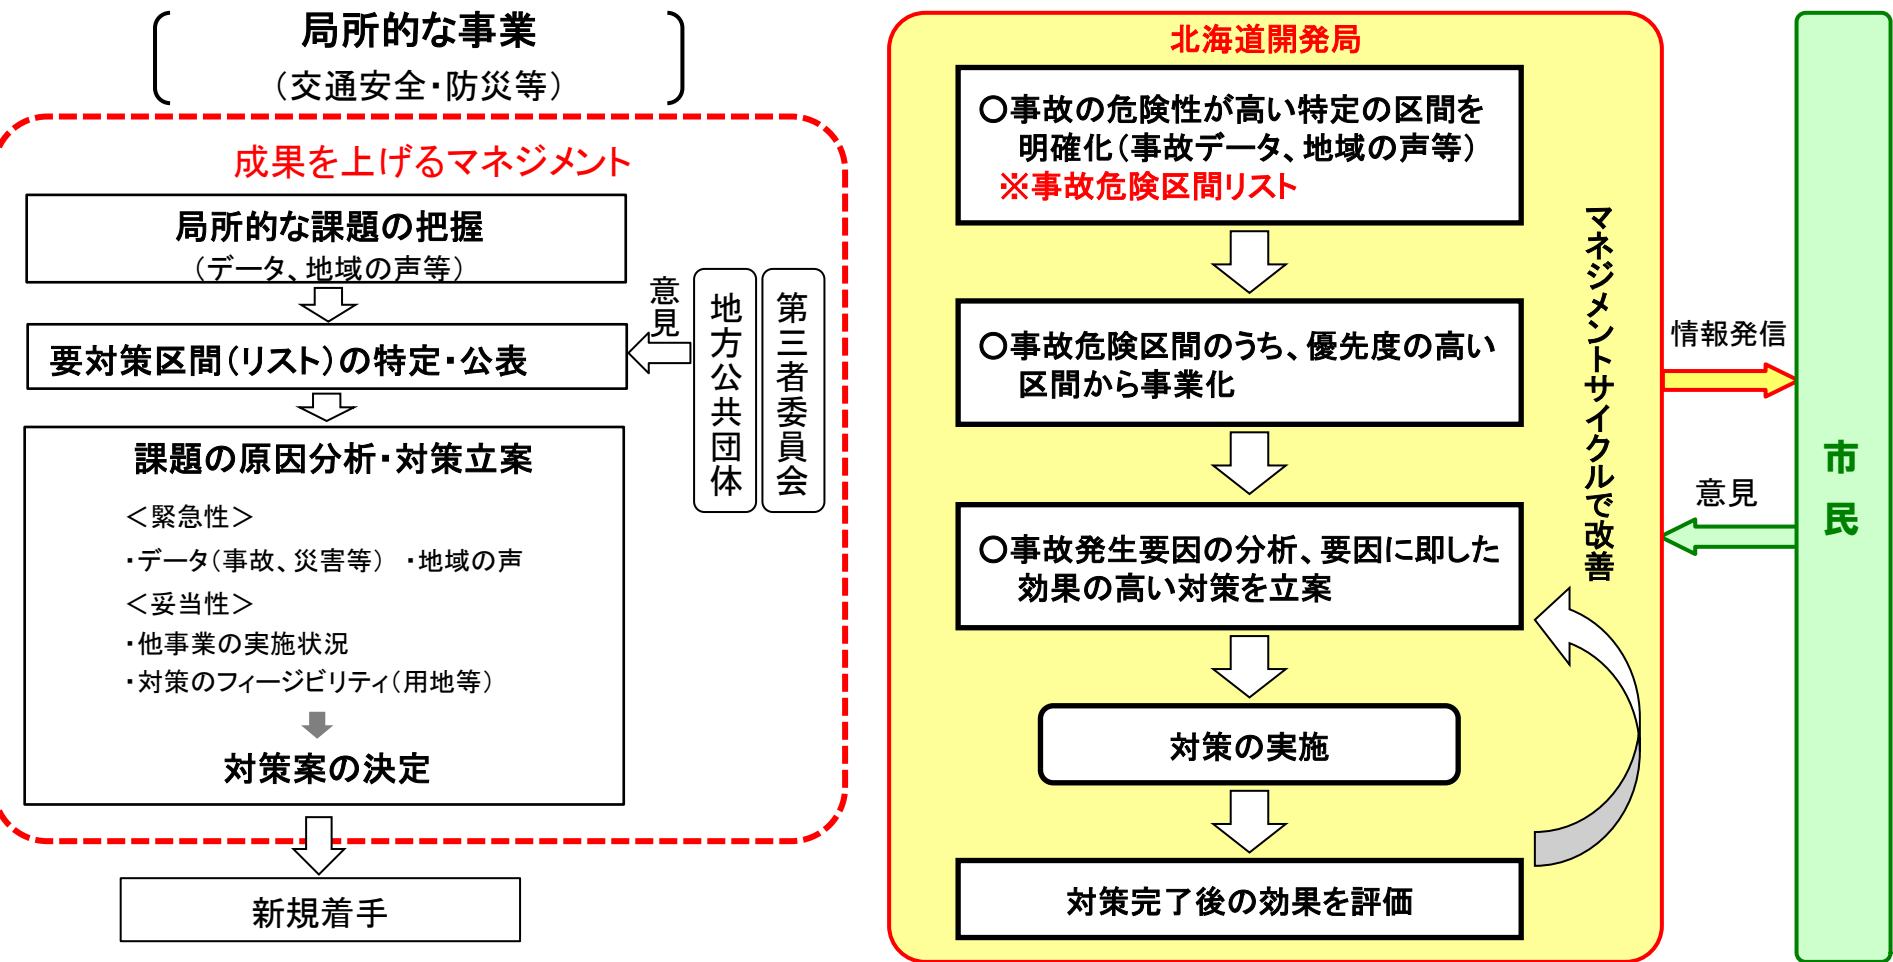 局所的な事業
（交通安全・防災等）
成果を上げるマネジメント
局所的な課題の把握
（データ、地域の声等）
要対策区間（リスト）の特定・公表
意見
地方公共団体
第三者委員会
課題の原因分析・対策立案
＜緊急性＞
・データ（事故、災害等） ・地域の声
＜妥当性＞
・他事業の実施状況
・対策のフィージビリティ（用地等）
対策案の決定
新規着手
北海道開発局
○事故の危険性が高い特定の区間を
明確化（事故データ、地域の声等）
※事故危険区間リスト
○事故危険区間のうち、優先度の高い
区間から事業化
○事故発生要因の分析、要因に即した
効果の高い対策を立案
対策の実施
対策完了後の効果を評価
マネジメントサイクルで改善
情報発信
意見
市民